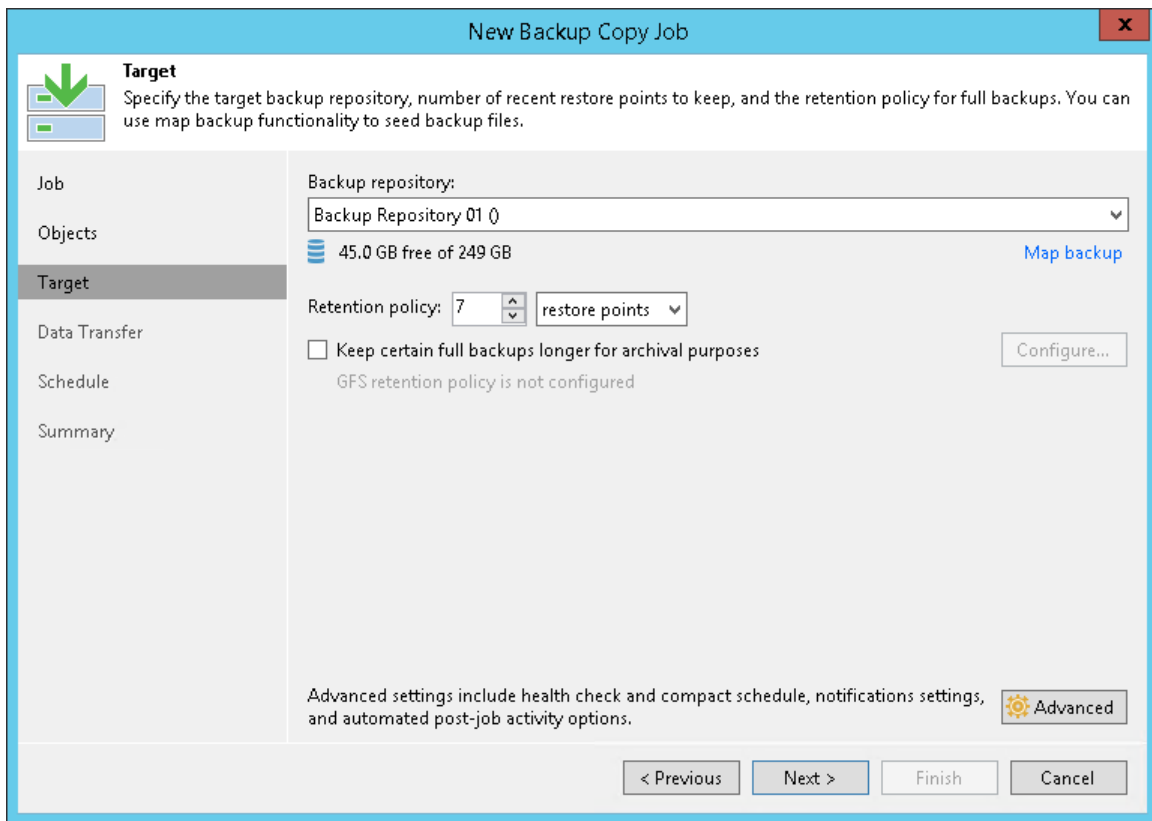 New Backup Copy Job
x
Target
Specify the target backup repository, number of recent restore points to keep, and the retention policy for full backups. You can
use map backup functionality to seed backup files.
Job
Objects
Target
Data Transfer
Schedule
Summary
Backup repository:
Backup Repository 01 ()
45.0 GB free of 249 GB
Map backup
Retention policy: 7 restore points
Keep certain full backups longer for archival purposes
Configure...
GFS retention policy is not configured
Advanced settings include health check and compact schedule, notifications settings,
and automated post-job activity options.
Advanced
< Previous Next > Finish Cancel